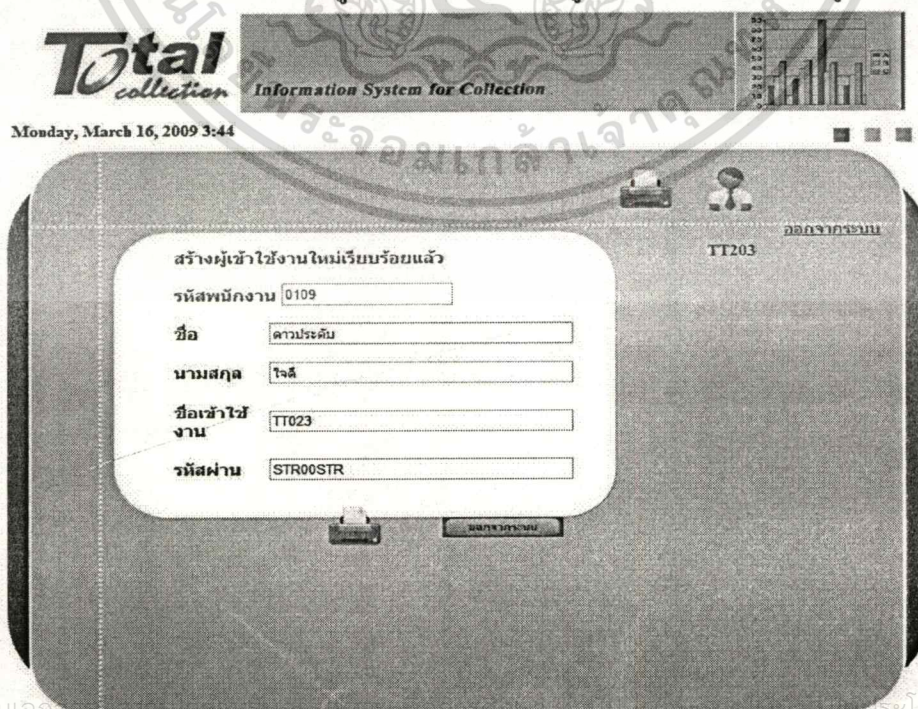 Total
collection
Information System for Collection
Monday, March 16, 2009 3:44
ออกจากระบบ
TT203
สร้างผู้เข้าใช้งานใหม่เรียบร้อยแล้ว
รหัสพนักงาน 0109
ชื่อ ดาวประดับ
นามสกุล ใจดี
ชื่อเข้าใช้
งาน TT023
รหัสผ่าน STR00STR
ออกจากระบบ